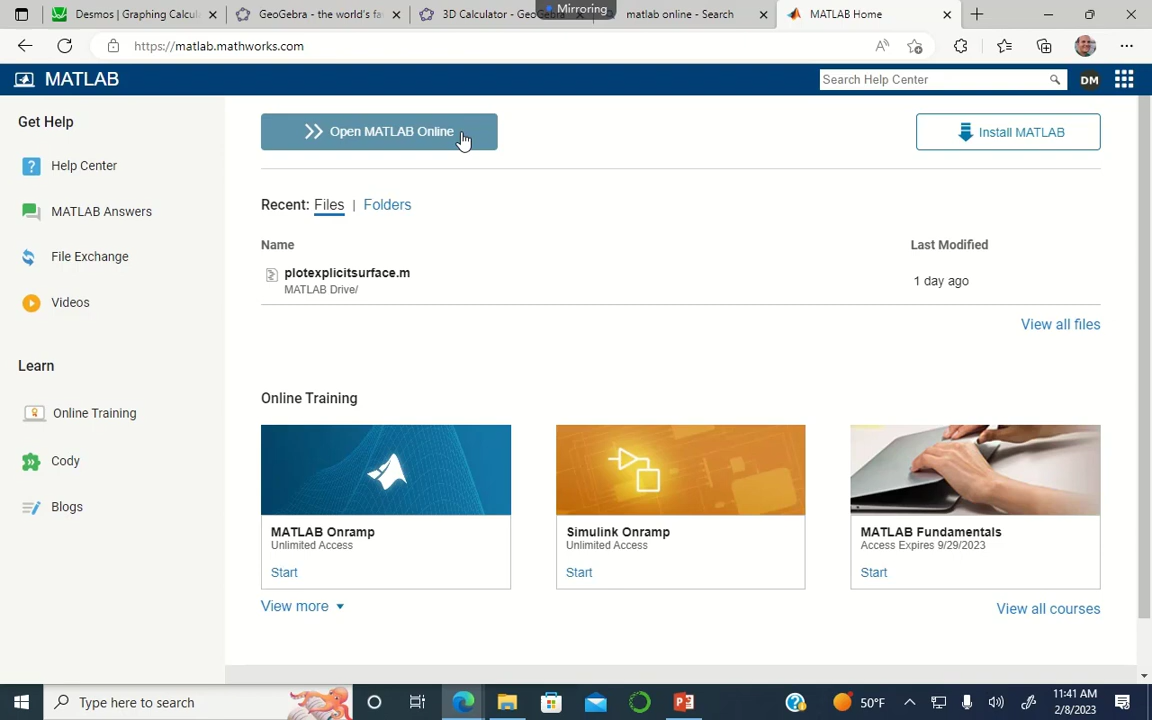 Mirroring
Desmos | Graphing Calcul
GeoGebra - the world's fa
3D Calculator - GeoGebra
matlab online - Search
MATLAB Home
https://matlab.mathworks.com
MATLAB
Search Help Center
DM
Get Help
Help Center
MATLAB Answers
File Exchange
Videos
Learn
Online Training
Cody
Blogs
Open MATLAB Online
Install MATLAB
Recent: Files | Folders
Name Last Modified
plotexplicitsurface.m
MATLAB Drive/
1 day ago
View all files
Online Training
MATLAB Onramp
Unlimited Access
Start
Simulink Onramp
Unlimited Access
Start
MATLAB Fundamentals
Access Expires 9/29/2023
Start
View more
View all courses
Type here to search
50°F
11:41 AM
2/8/2023